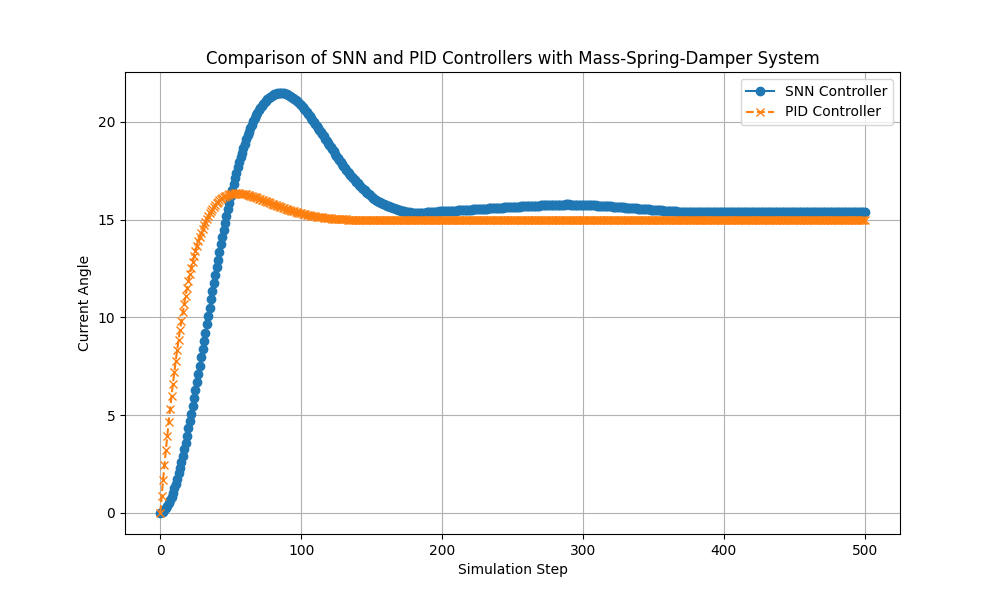 Comparison of SNN and PID Controllers with Mass-Spring-Damper System
SNN Controller
PID Controller
Current Angle
20
15
10
5
0
0 100 200 300 400 500
Simulation Step